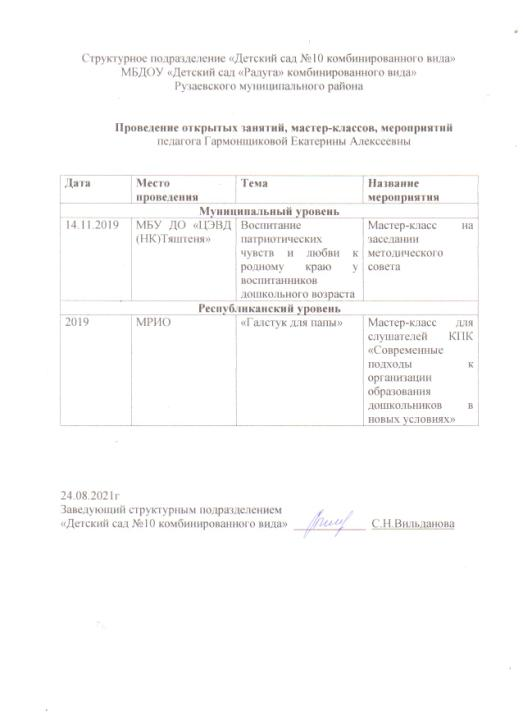 Структурное подразделение «Детский сад №10 комбинированного вида»
МБДОУ «Детский сад «Радуга» комбинированного вида»
Рузаевского муниципального района
Проведение открытых занятий, мастер-классов, мероприятий
педагога Гармонщиковой Екатерины Алексеевны
Дата Место Тема Название
проведения мероприятия
Муниципальный уровень
14.11.2019 МБУ ДО «ЦЭВД Воспитание Мастер-класс на
(НК)Тяштеня» патриотических заседании
чувств и любви к методического
родному краю у совета
воспитанников
дошкольного возраста
Республиканский уровень
2019 МРИО «Галстук для папы» Мастер-класс для
слушателей КПК
«Современные
подходы к
организации
образования
дошкольников в
новых условиях»
24.08.2021г
Заведующий структурным подразделением
«Детский сад №10 комбинированного вида» С.Н.Вильданова